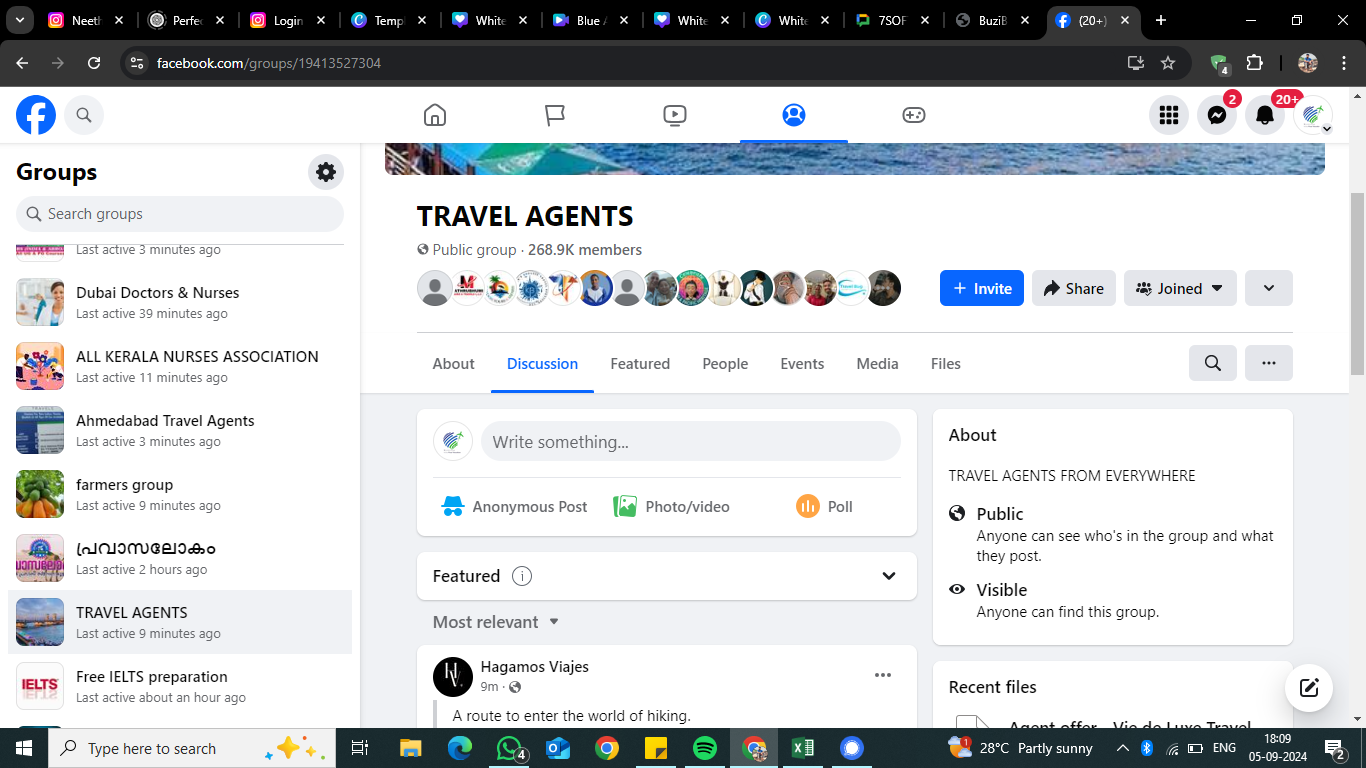 Neeth
Perfec
Login
Templ
White
Blue A
White
White
7SOF
BuziB
(20+)
facebook.com/groups/19413527304
4
2
20+
Groups
Search groups
Last active 3 minutes ago
Dubai Doctors & Nurses
Last active 39 minutes ago
ALL KERALA NURSES ASSOCIATION
Last active 11 minutes ago
Ahmedabad Travel Agents
Last active 3 minutes ago
farmers group
Last active 9 minutes ago
പ്രവാസലോകം
Last active 2 hours ago
TRAVEL AGENTS
Last active 9 minutes ago
IELTS
Free IELTS preparation
Last active about an hour ago
TRAVEL AGENTS
Public group · 268.9K members
+ Invite
Share
Joined
About
Discussion
Featured
People
Events
Media
Files
Write something...
Anonymous Post
Photo/video
Poll
Featured
Most relevant
Hagamos Viajes
9m ·
A route to enter the world of hiking.
About
TRAVEL AGENTS FROM EVERYWHERE
Public
Anyone can see who's in the group and what
they post.
Visible
Anyone can find this group.
Recent files
Agent offer - Vie de Luxe Travel
Type here to search
4
1
28°C Partly sunny
ENG
18:09
05-09-2024
2